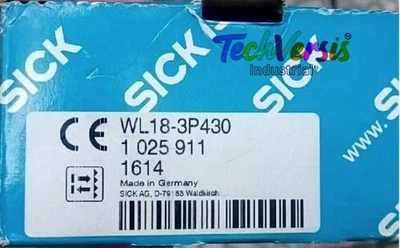 SICK
SICK
SICK
TechVersis
Industrial
CE
WL18-3P430
1 025 911
1614
Made in Germany
SICK AG, D-79183 Waldkirch